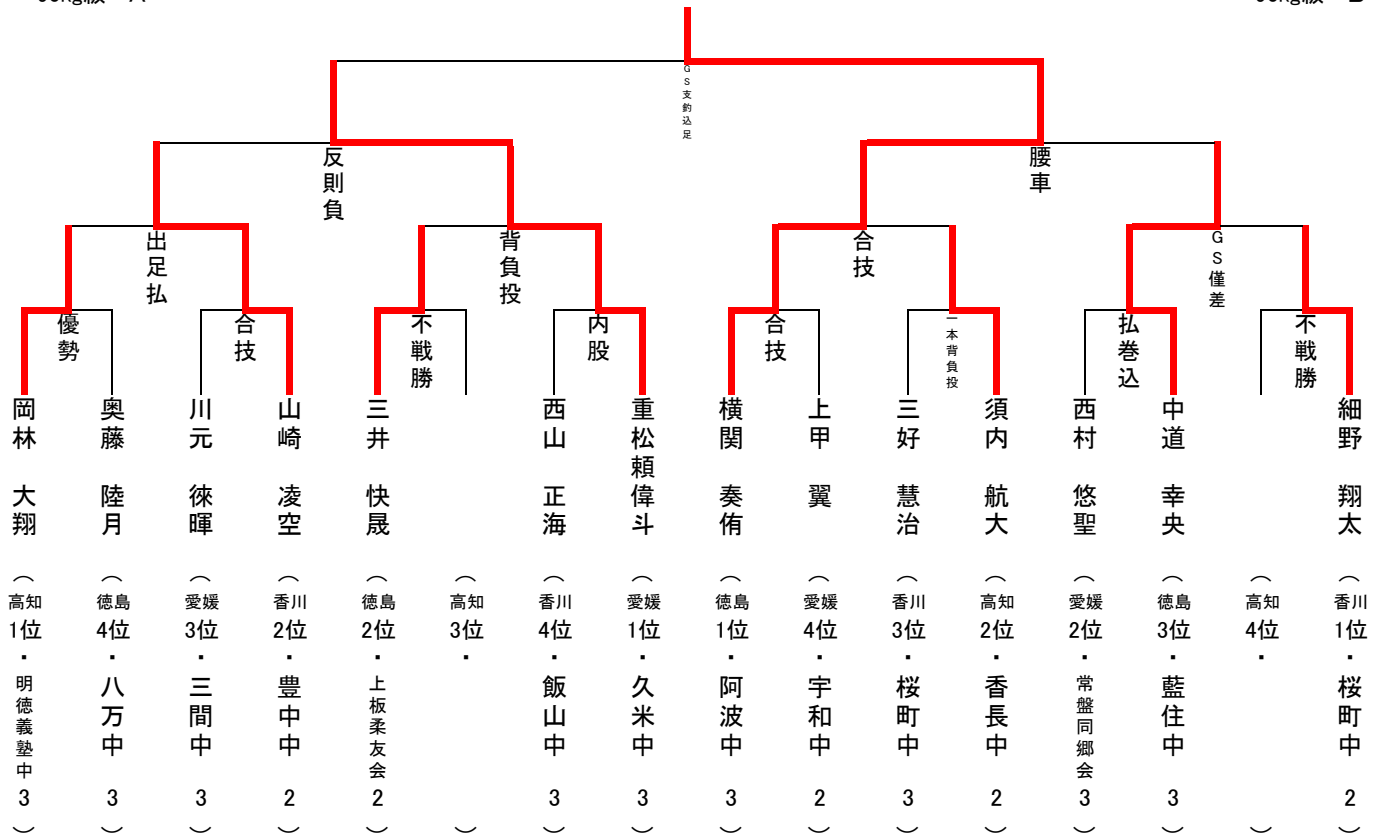 GS支釣込足
反則負
腰車
出足払
背負投
合技
GS僅差
優勢
合技
不戦勝
内股
合技
一本背負投
払巻込
不戦勝
岡林 大翔 （高知1位・明徳義塾中 3）
奥藤 陸月 （徳島4位・八万中 3）
川元 徠暉 （愛媛3位・三間中 3）
山崎 凌空 （香川2位・豊中中 2）
三井 快晟 （徳島2位・上板柔友会 2）
（高知3位・ ）
西山 正海 （香川4位・飯山中 3）
重松頼偉斗 （愛媛1位・久米中 3）
横関 奏侑 （徳島1位・阿波中 3）
上甲 翼 （愛媛4位・宇和中 2）
三好 慧治 （香川3位・桜町中 3）
須内 航大 （高知2位・香長中 2）
西村 悠聖 （愛媛2位・常盤同郷会 3）
中道 幸央 （徳島3位・藍住中 3）
（高知4位・ ）
細野 翔太 （香川1位・桜町中 2）